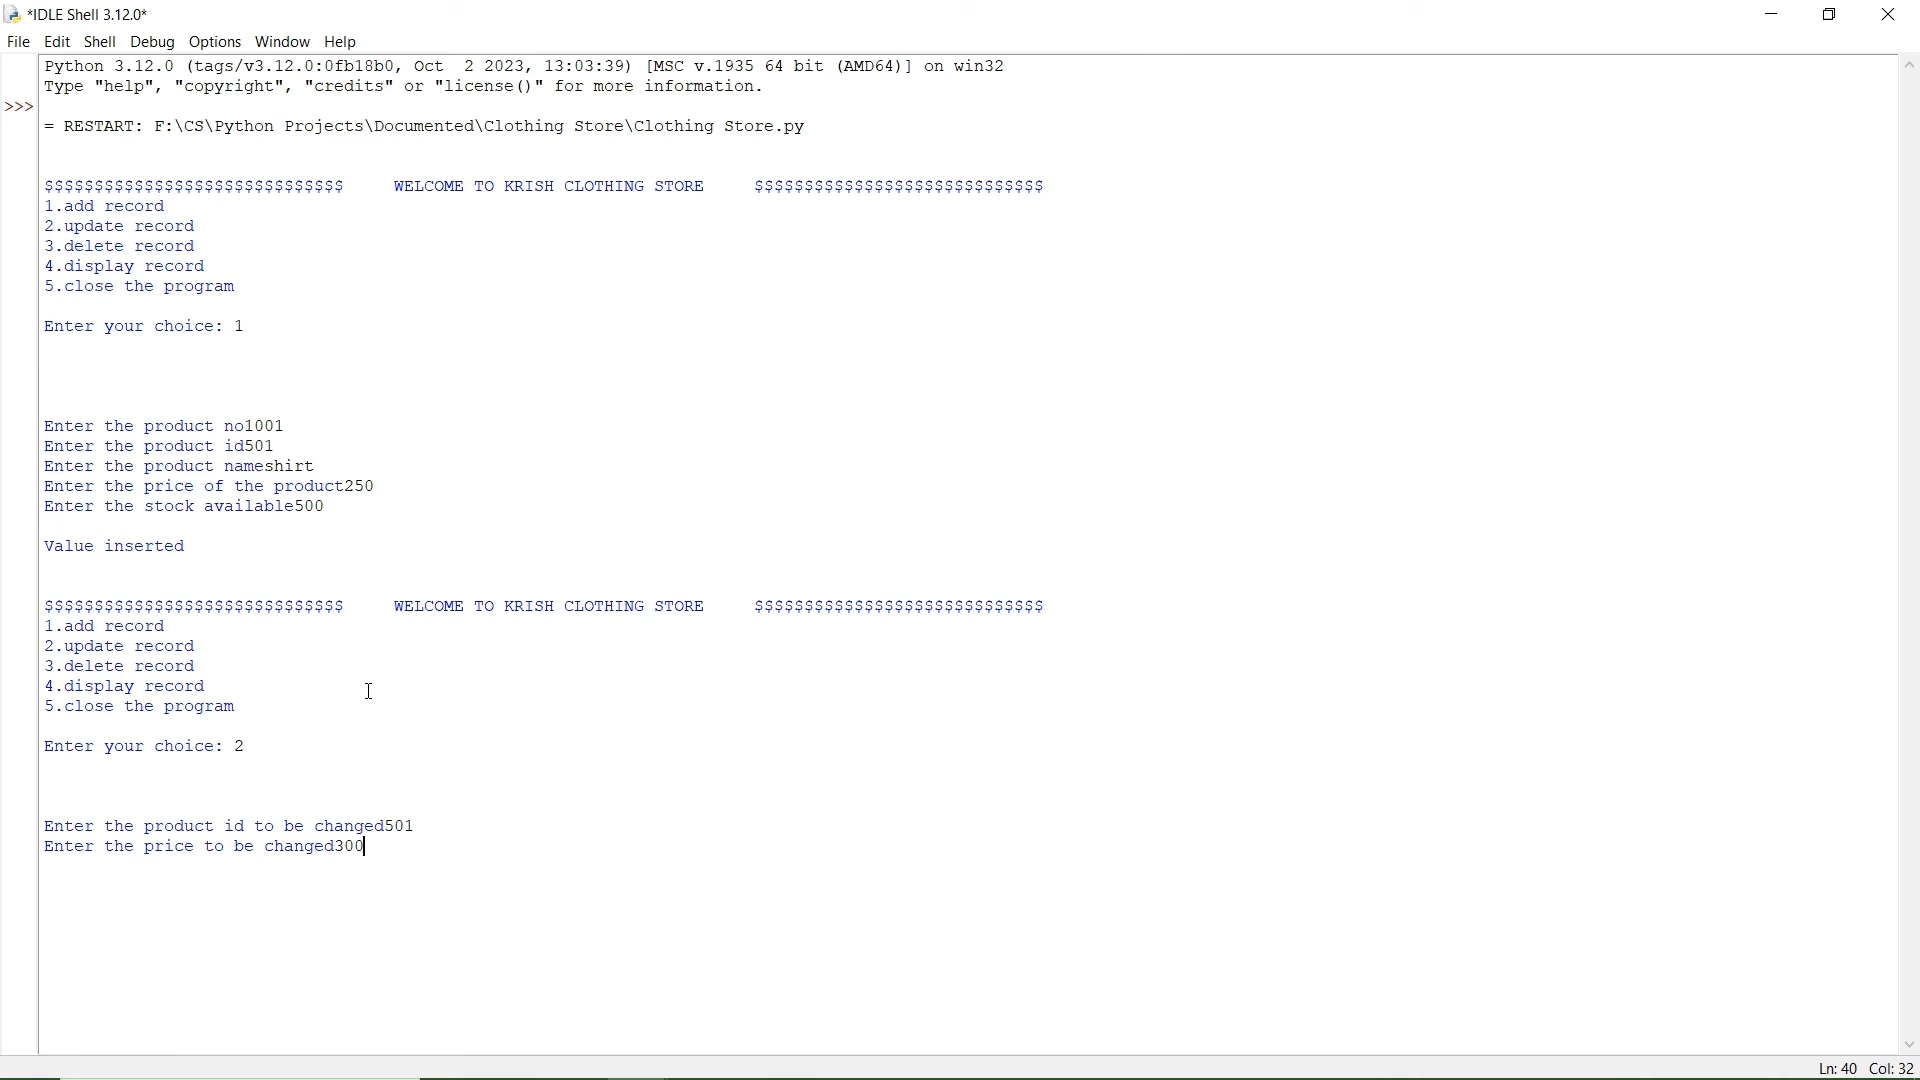 *IDLE Shell 3.12.0*
File Edit Shell Debug Options Window Help
Python 3.12.0 (tags/v3.12.0:0fb18b0, Oct  2 2023, 13:03:39) [MSC v.1935 64 bit (AMD64)] on win32
Type "help", "copyright", "credits" or "license()" for more information.
>>>
= RESTART: F:\CS\Python Projects\Documented\Clothing Store\Clothing Store.py
$$$$$$$$$$$$$$$$$$$$$$$$$$$$$$     WELCOME TO KRISH CLOTHING STORE     $$$$$$$$$$$$$$$$$$$$$$$$$$$$$
1.add record
2.update record
3.delete record
4.display record
5.close the program
Enter your choice: 1
Enter the product no1001
Enter the product id501
Enter the product nameshirt
Enter the price of the product250
Enter the stock available500
Value inserted
$$$$$$$$$$$$$$$$$$$$$$$$$$$$$$     WELCOME TO KRISH CLOTHING STORE     $$$$$$$$$$$$$$$$$$$$$$$$$$$$$
1.add record
2.update record
3.delete record
4.display record
5.close the program
Enter your choice: 2
Enter the product id to be changed501
Enter the price to be changed300
Ln: 40 Col: 32